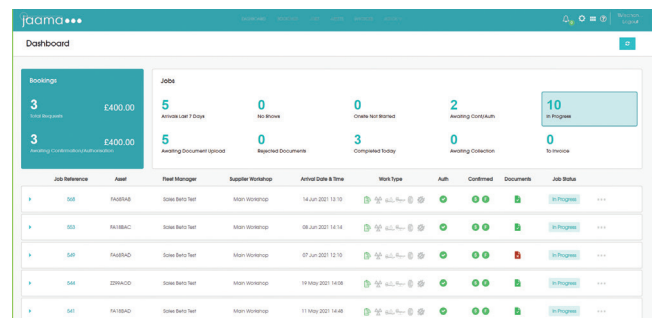 jaama
Dashboard
Bookings
Jobs
3 £400.00
Total Requests
5 0 0 2 10
Arrivals Last 7 Days No Shows Onsite Not Started Awaiting Cont/Auth In Progress
3 £400.00
Awaiting Confirmation/Authorisation
5 0 3 0 0
Awaiting Document Upload Rejected Documents Completed Today Awaiting Collection To Invoice
Job Reference Asset Fleet Manager Supplier Workshop Arrival Date & Time Work Type Auth Confirmed Documents Job Status
568 FA68RAB Sales Beta Test Main Workshop 14 Jun 2021 13:10 In Progress
553 FA18BAC Sales Beta Test Main Workshop 08 Jun 2021 14:14 In Progress
549 FA68RAD Sales Beta Test Main Workshop 07 Jun 2021 12:10 In Progress
544 Sales Beta Test Main Workshop 19 May 2021 14:08 In Progress
541 FA18BAD Sales Beta Test Main Workshop 11 May 2021 14:48 In Progress